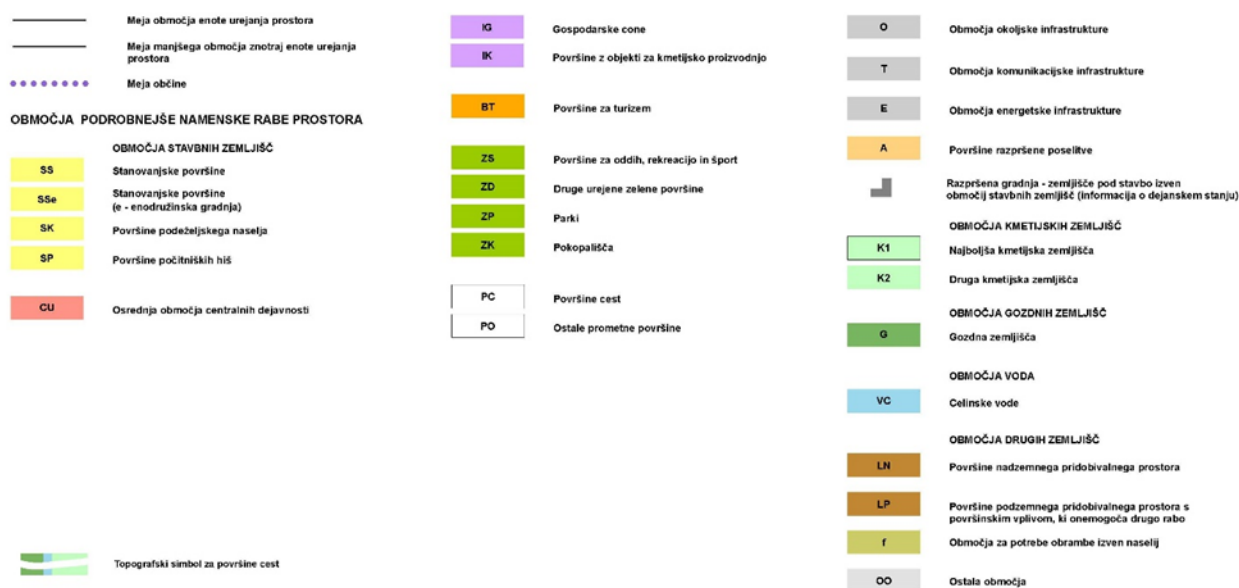 Meja območja enote urejanja prostora
Meja manjšega območja znotraj enote urejanja
prostora
Meja občine
OBMOČJA PODROBNEJŠE NAMENSKE RABE PROSTORA
OBMOČJA STAVBNIH ZEMLJIŠČ
SS Stanovanjske površine
SSe Stanovanjske površine
(e - enodružinska gradnja)
SK Površine podeželjskega naselja
SP Površine počitniških hiš
CU Osrednja območja centralnih dejavnosti
Topografski simbol za površine cest
IG Gospodarske cone
IK Površine z objekti za kmetijsko proizvodnjo
BT Površine za turizem
ZS Površine za oddih, rekreacijo in šport
ZD Druge urejene zelene površine
ZP Parki
ZK Pokopališča
PC Površine cest
PO Ostale prometne površine
O Območja okoljske infrastrukture
T Območja komunikacijske infrastrukture
E Območja energetske infrastrukture
A Površine razpršene poselitve
Razpršena gradnja - zemljišče pod stavbo izven
območij stavbnih zemljišč (informacija o dejanskem stanju)
OBMOČJA KMETIJSKIH ZEMLJIŠČ
K1 Najboljša kmetijska zemljišča
K2 Druga kmetijska zemljišča
OBMOČJA GOZDNIH ZEMLJIŠČ
G Gozdna zemljišča
OBMOČJA VODA
VC Celinske vode
OBMOČJA DRUGIH ZEMLJIŠČ
LN Površine nadzemnega pridobivalnega prostora
LP Površine podzemnega pridobivalnega prostora s
površinskim vplivom, ki onemogoča drugo rabo
f Območja za potrebe obrambe izven naselij
OO Ostala območja